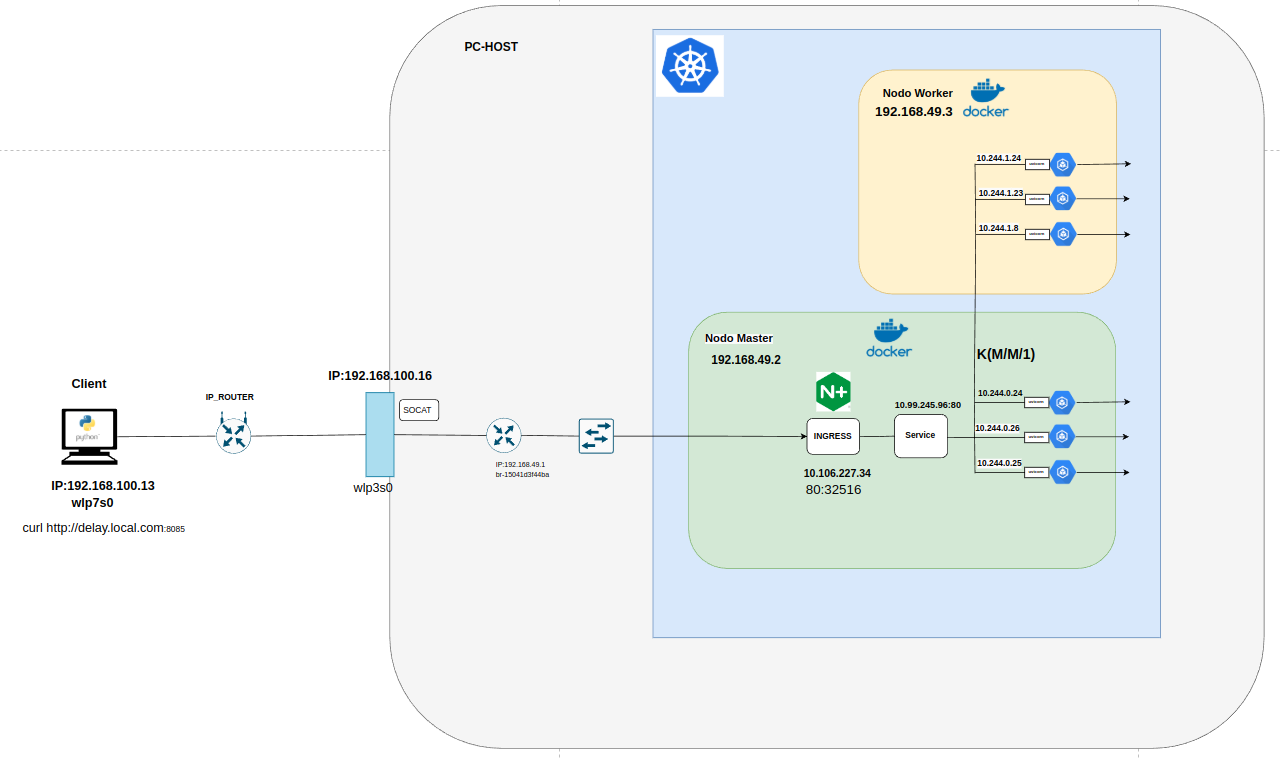 PC-HOST
Nodo Worker
192.168.49.3
docker
10.244.1.24
10.244.1.23
10.244.1.8
Nodo Master
192.168.49.2
docker
K(M/M/1)
N+
10.99.245.96:80
INGRESS
Service
10.106.227.34
80:32516
10.244.0.24
10.244.0.26
10.244.0.25
Client
python
IP:192.168.100.13
wlp7s0
curl http://delay.local.com:8085
IP_ROUTER
IP:192.168.100.16
SOCAT
wlp3s0
IP:192.168.49.1
br-15041d3f44ba